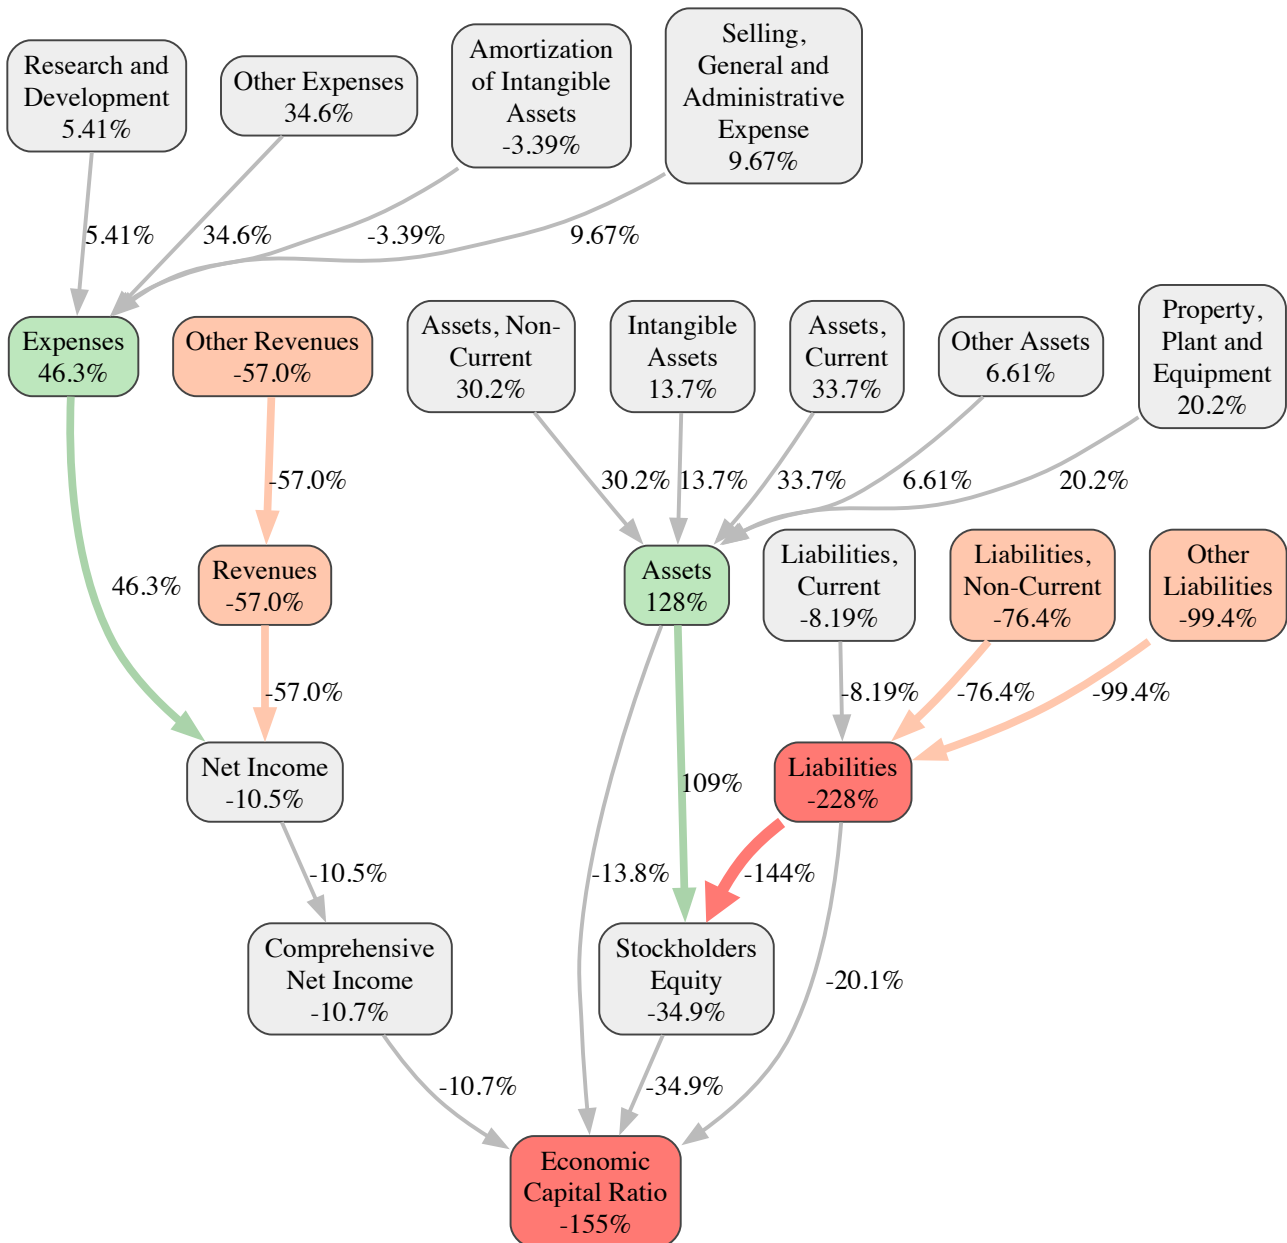 Research and
Development
5.41%
Other Expenses
34.6%
Amortization
of Intangible
Assets
-3.39%
Selling,
General and
Administrative
Expense
9.67%
5.41%
34.6%
-3.39%
9.67%
Expenses
46.3%
Other Revenues
-57.0%
Assets, Non-
Current
30.2%
Intangible
Assets
13.7%
Assets,
Current
33.7%
Other Assets
6.61%
Property,
Plant and
Equipment
20.2%
-57.0%
30.2%
13.7%
33.7%
6.61%
20.2%
46.3%
Revenues
-57.0%
Assets
128%
Liabilities,
Current
-8.19%
Liabilities,
Non-Current
-76.4%
Other
Liabilities
-99.4%
-57.0%
-8.19%
-76.4%
-99.4%
Net Income
-10.5%
109%
Liabilities
-228%
-10.5%
-13.8%
-144%
Comprehensive
Net Income
-10.7%
Stockholders
Equity
-34.9%
-20.1%
-10.7%
-34.9%
Economic
Capital Ratio
-155%